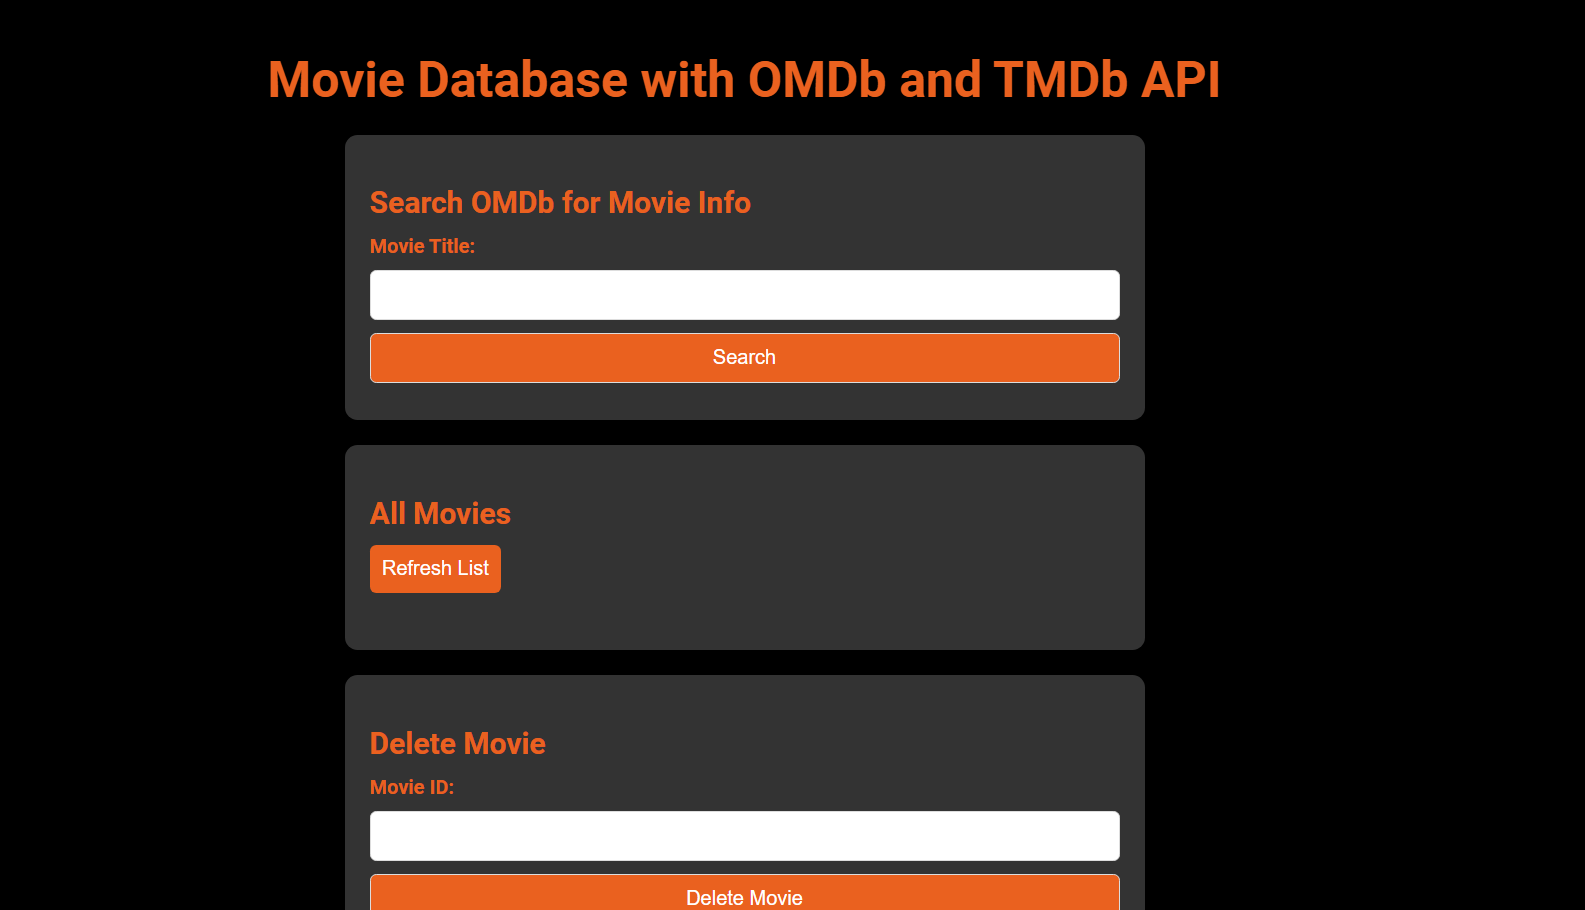 Movie Database with OMDb and TMDb API
Search OMDb for Movie Info
Movie Title:
Search
All Movies
Refresh List
Delete Movie
Movie ID:
Delete Movie